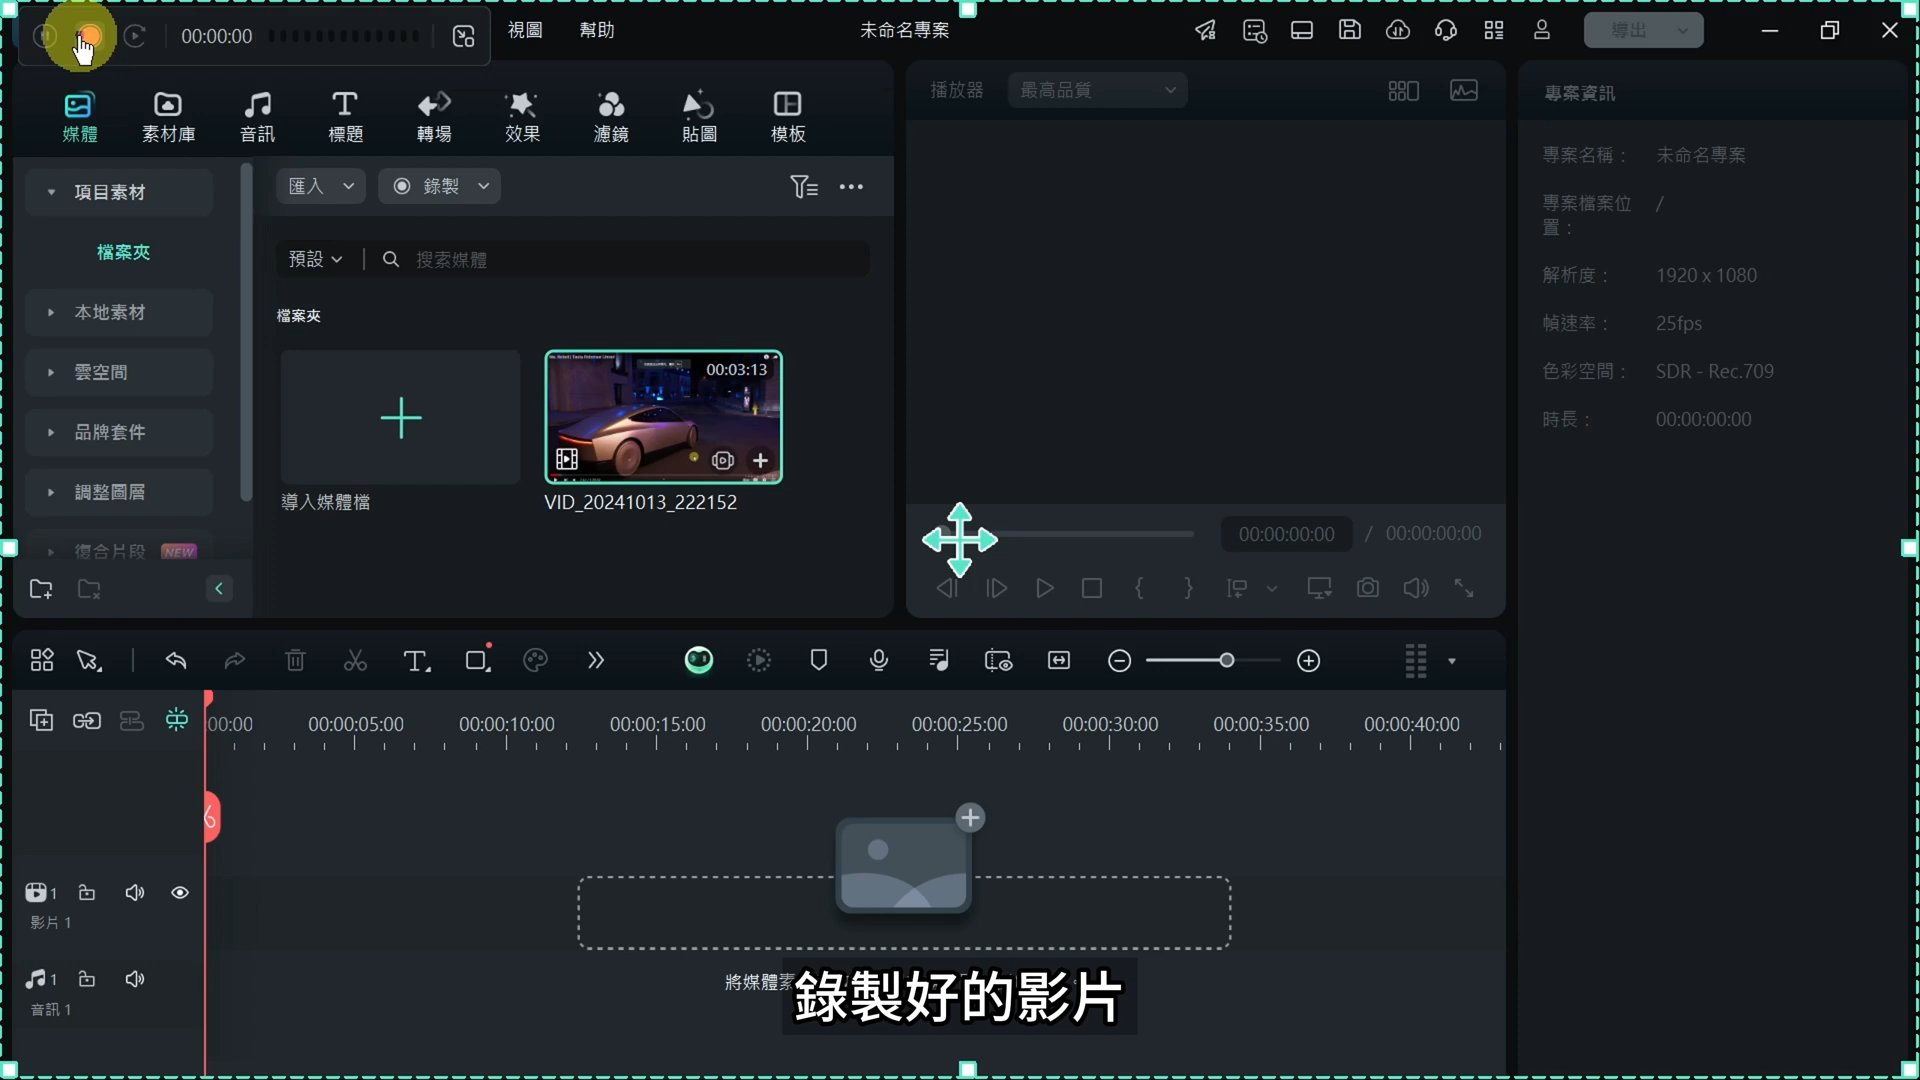 00:00:00
視圖
幫助
未命名專案
導出
媒體
素材庫
音訊
標題
轉場
效果
濾鏡
貼圖
模板
播放器
最高品質
專案資訊
項目素材
檔案夾
本地素材
雲空間
品牌套件
調整圖層
復合片段 NEW
匯入
錄製
預設
搜索媒體
檔案夾
00:03:13
導入媒體檔
VID_20241013_222152
專案名稱： 未命名專案
專案檔案位置： /
解析度： 1920 x 1080
幀速率： 25fps
色彩空間： SDR - Rec.709
時長： 00:00:00:00
00:00:00:00 / 00:00:00:00
:00:00
00:00:05:00
00:00:10:00
00:00:15:00
00:00:20:00
00:00:25:00
00:00:30:00
00:00:35:00
00:00:40:00
1
影片 1
1
音訊 1
將媒體素
錄製好的影片